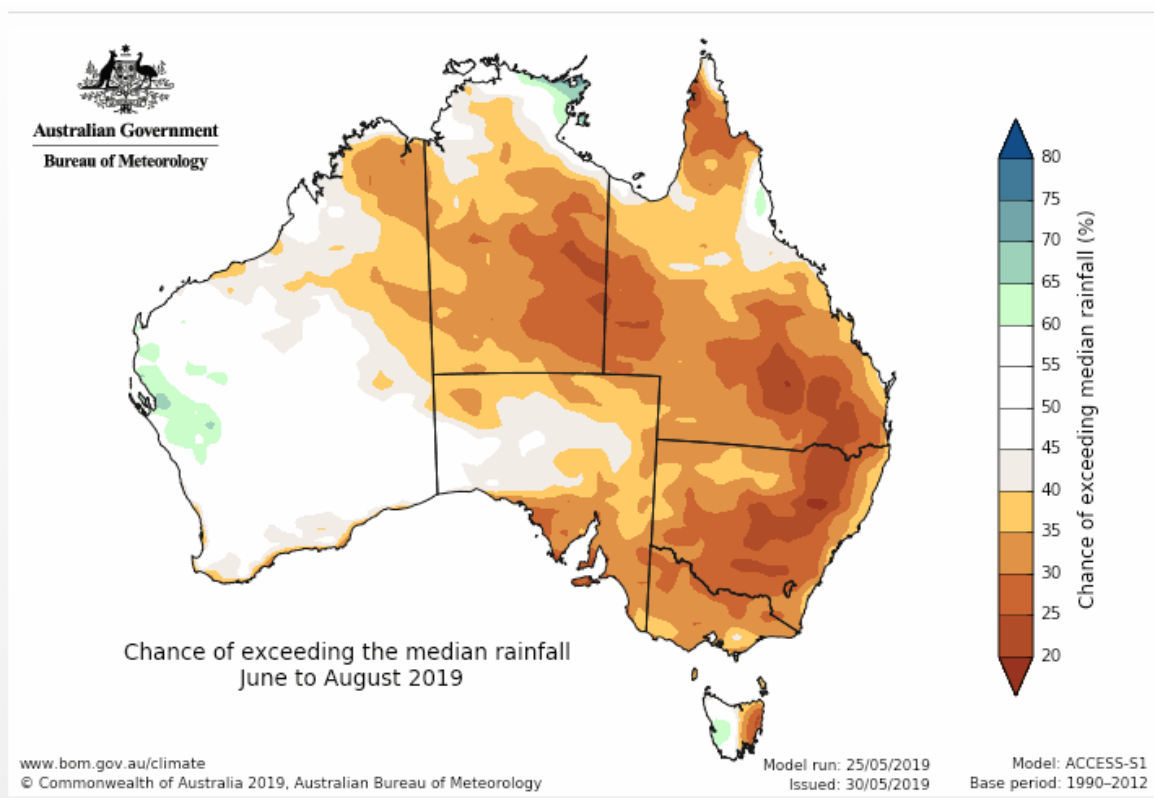 Australian Government
Bureau of Meteorology
80
75
70
65
60
55
50
45
40
35
30
25
20
Chance of exceeding median rainfall (%)
Chance of exceeding the median rainfall
June to August 2019
www.bom.gov.au/climate
© Commonwealth of Australia 2019, Australian Bureau of Meteorology
Model run: 25/05/2019
Issued: 30/05/2019
Model: ACCESS-S1
Base period: 1990–2012